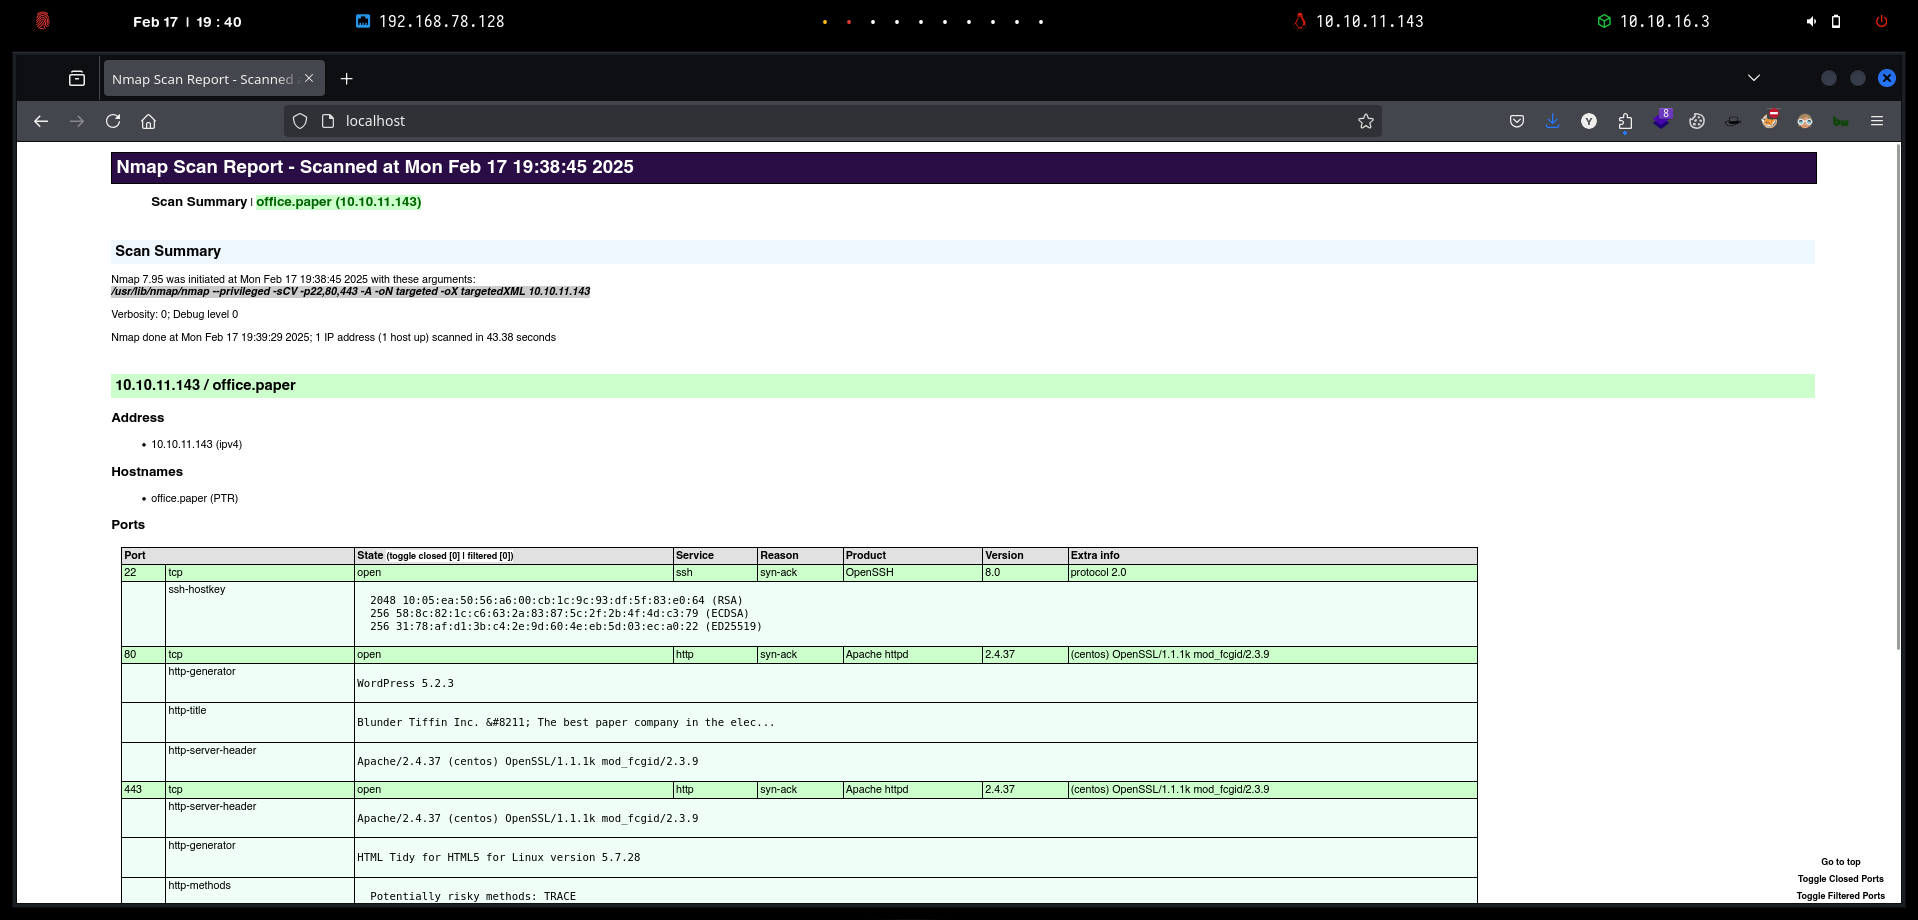 Feb 17 | 19 : 40 192.168.78.128 10.10.11.143 10.10.16.3
Nmap Scan Report - Scanned
localhost
8
Y
bw
Nmap Scan Report - Scanned at Mon Feb 17 19:38:45 2025
Scan Summary | office.paper (10.10.11.143)
Scan Summary
Nmap 7.95 was initiated at Mon Feb 17 19:38:45 2025 with these arguments:
/usr/lib/nmap/nmap --privileged -sCV -p22,80,443 -A -oN targeted -oX targetedXML 10.10.11.143
Verbosity: 0; Debug level 0
Nmap done at Mon Feb 17 19:39:29 2025; 1 IP address (1 host up) scanned in 43.38 seconds
10.10.11.143 / office.paper
Address
• 10.10.11.143 (ipv4)
Hostnames
• office.paper (PTR)
Ports
Port State (toggle closed [0] | filtered [0]) Service Reason Product Version Extra info
22 tcp open ssh syn-ack OpenSSH 8.0 protocol 2.0
ssh-hostkey
2048 10:05:ea:50:56:a6:00:cb:1c:9c:93:df:5f:83:e0:64 (RSA)
256 58:8c:82:1c:c6:63:2a:83:87:5c:2f:2b:4f:4d:c3:79 (ECDSA)
256 31:78:af:d1:3b:c4:2e:9d:60:4e:eb:5d:03:ec:a0:22 (ED25519)
80 tcp open http syn-ack Apache httpd 2.4.37 (centos) OpenSSL/1.1.1k mod_fcgid/2.3.9
http-generator
WordPress 5.2.3
http-title
Blunder Tiffin Inc. &#8211; The best paper company in the elec...
http-server-header
Apache/2.4.37 (centos) OpenSSL/1.1.1k mod_fcgid/2.3.9
443 tcp open http syn-ack Apache httpd 2.4.37 (centos) OpenSSL/1.1.1k mod_fcgid/2.3.9
http-server-header
Apache/2.4.37 (centos) OpenSSL/1.1.1k mod_fcgid/2.3.9
http-generator
HTML Tidy for HTML5 for Linux version 5.7.28
http-methods
Potentially risky methods: TRACE
Go to top
Toggle Closed Ports
Toggle Filtered Ports